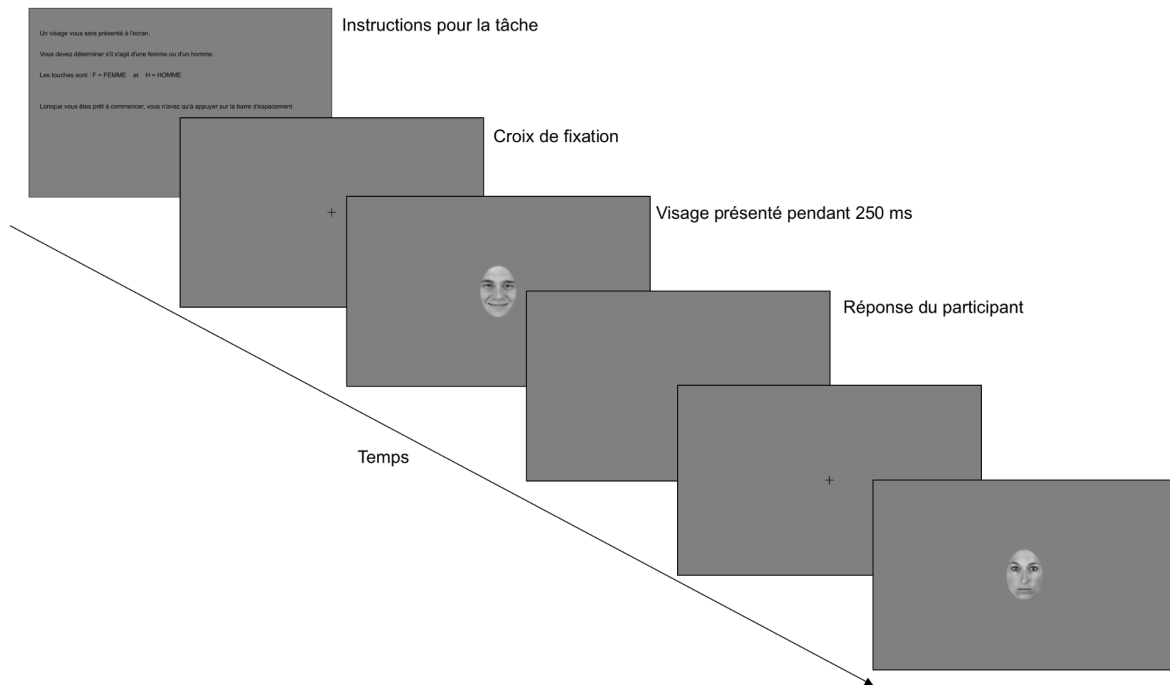 Un visage vous sera présenté à l'ecran.
Vous devez déterminer s'il s'agit d'une femme ou d'un homme.
Les touches sont : F = FEMME et H = HOMME
Lorsque vous êtes prêt à commencer, vous n'avez qu'à appuyer sur la barre d'espacement
Instructions pour la tâche
Croix de fixation
Visage présenté pendant 250 ms
Réponse du participant
Temps